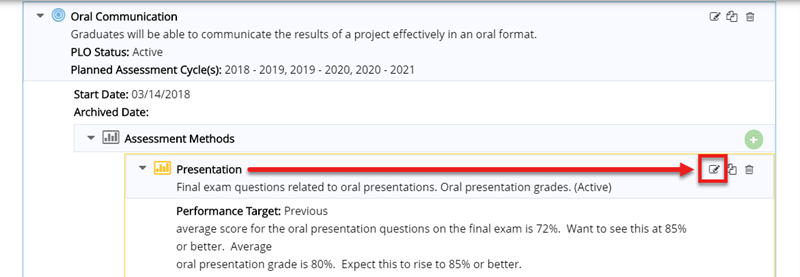 Oral Communication
Graduates will be able to communicate the results of a project effectively in an oral format.
PLO Status: Active
Planned Assessment Cycle(s): 2018 - 2019, 2019 - 2020, 2020 - 2021
Start Date: 03/14/2018
Archived Date:
Assessment Methods
Presentation
Final exam questions related to oral presentations. Oral presentation grades. (Active)
Performance Target: Previous
average score for the oral presentation questions on the final exam is 72%. Want to see this at 85%
or better. Average
oral presentation grade is 80%. Expect this to rise to 85% or better.